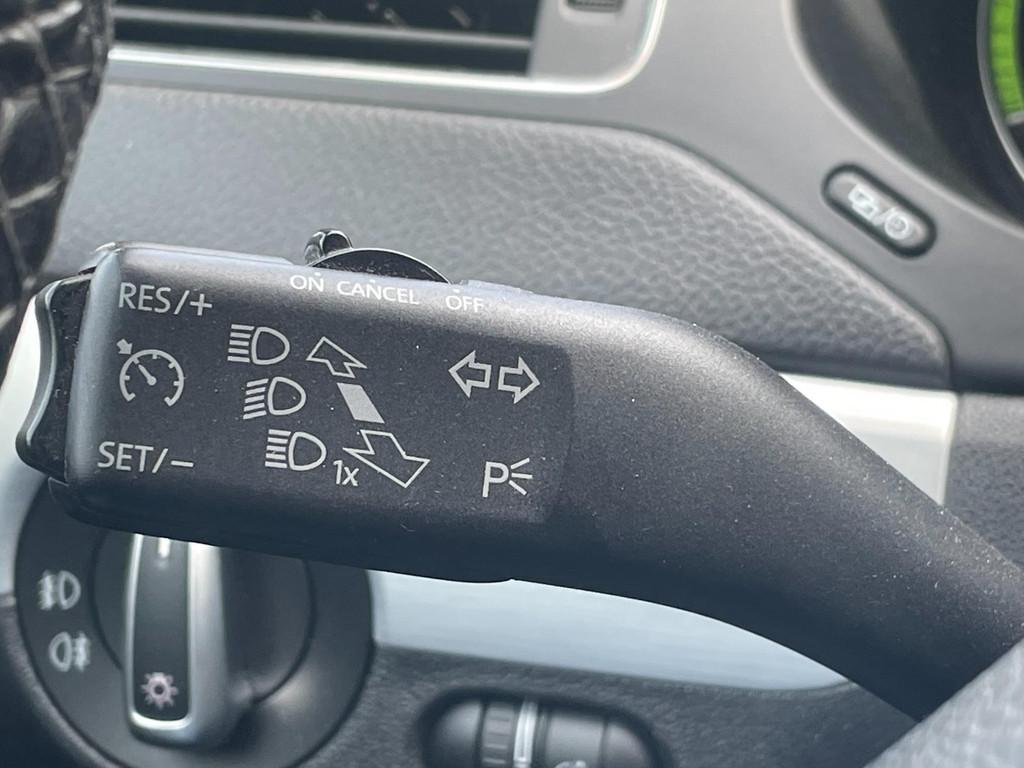 ON CANCEL OFF
RES/+
SET/–
1x
P